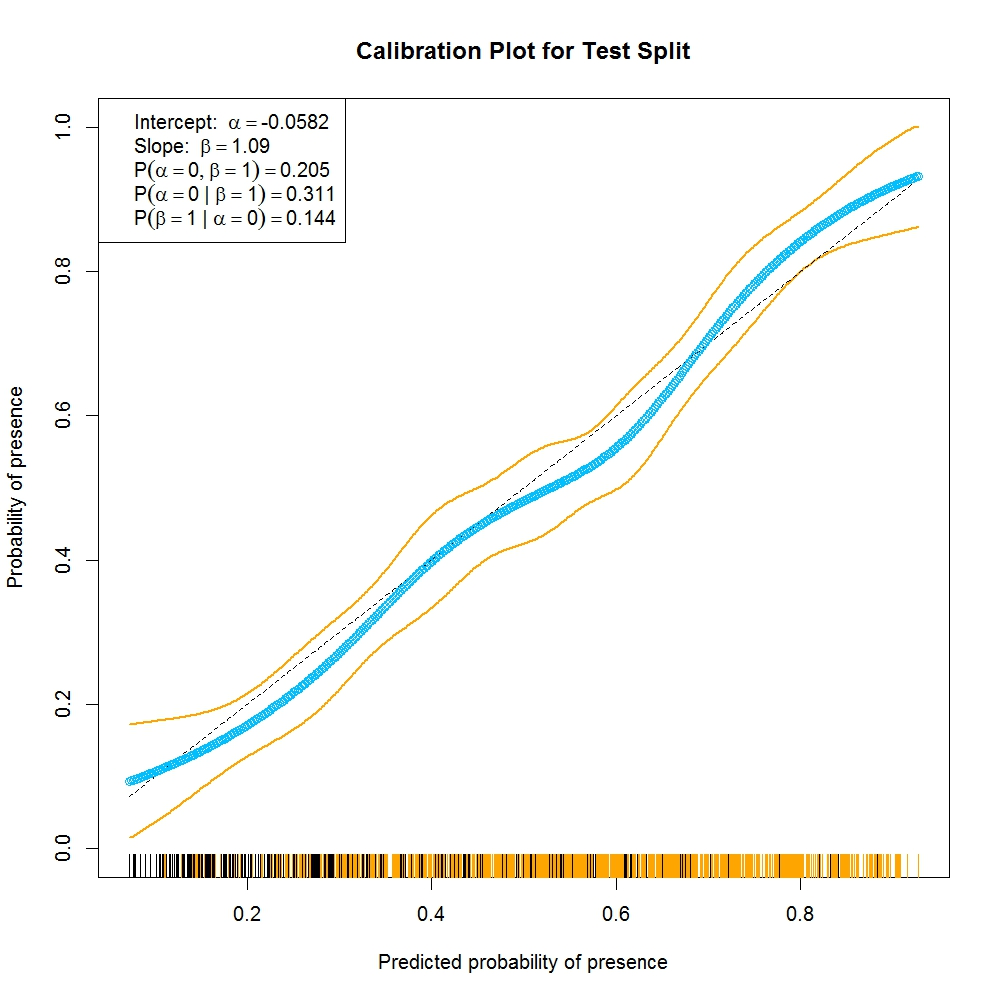 Calibration Plot for Test Split
Intercept: α = -0.0582
Slope: β = 1.09
P(α = 0, β = 1) = 0.205
P(α = 0 | β = 1) = 0.311
P(β = 1 | α = 0) = 0.144
1.0
0.8
0.6
0.4
0.2
0.0
Probability of presence
0.2 0.4 0.6 0.8
Predicted probability of presence